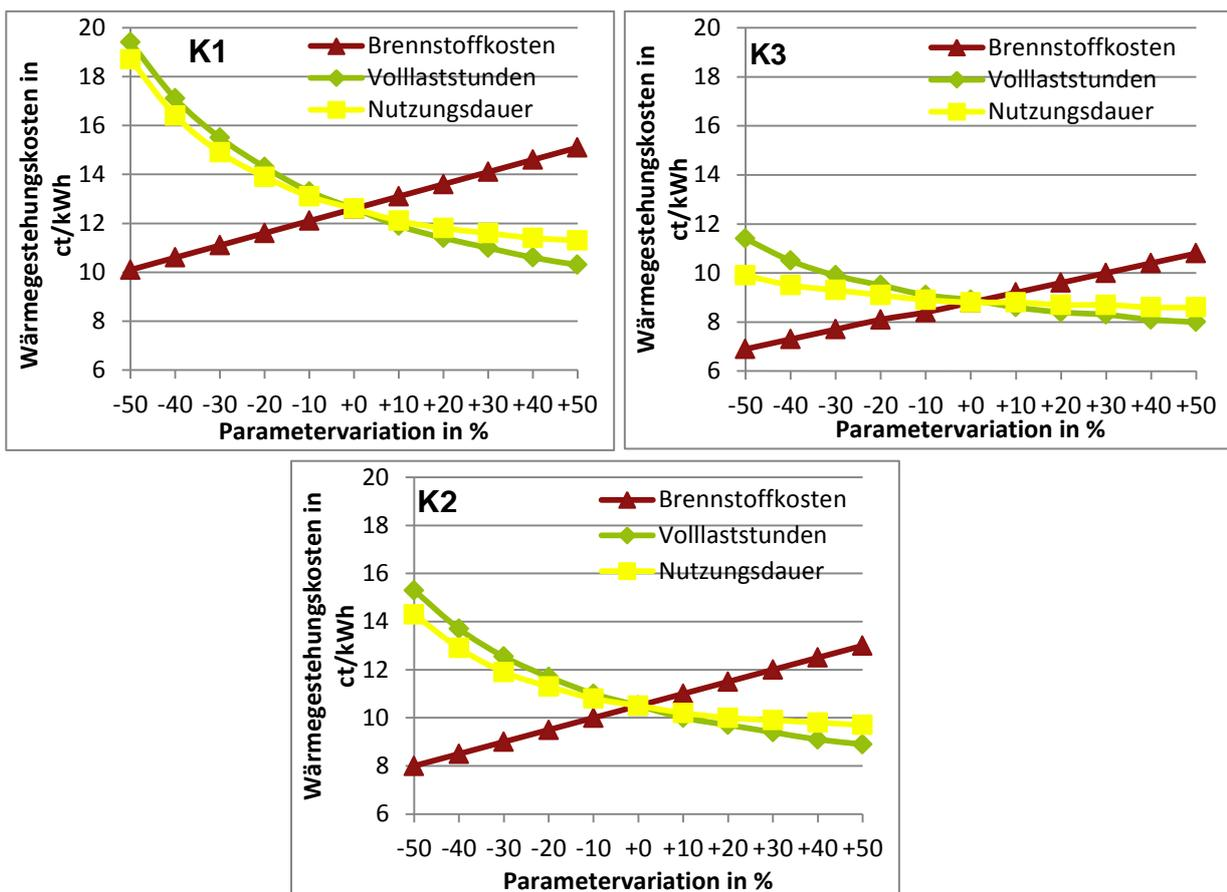 K1
Brennstoffkosten
Volllaststunden
Nutzungsdauer
Wärmegestehungskosten in
ct/kWh
20
18
16
14
12
10
8
6
-50 -40 -30 -20 -10 +0 +10 +20 +30 +40 +50
Parametervariation in %
K3
Brennstoffkosten
Volllaststunden
Nutzungsdauer
Wärmegestehungskosten in
ct/kWh
20
18
16
14
12
10
8
6
-50 -40 -30 -20 -10 +0 +10 +20 +30 +40 +50
Parametervariation in %
K2
Brennstoffkosten
Volllaststunden
Nutzungsdauer
Wärmegestehungskosten in
ct/kWh
20
18
16
14
12
10
8
6
-50 -40 -30 -20 -10 +0 +10 +20 +30 +40 +50
Parametervariation in %